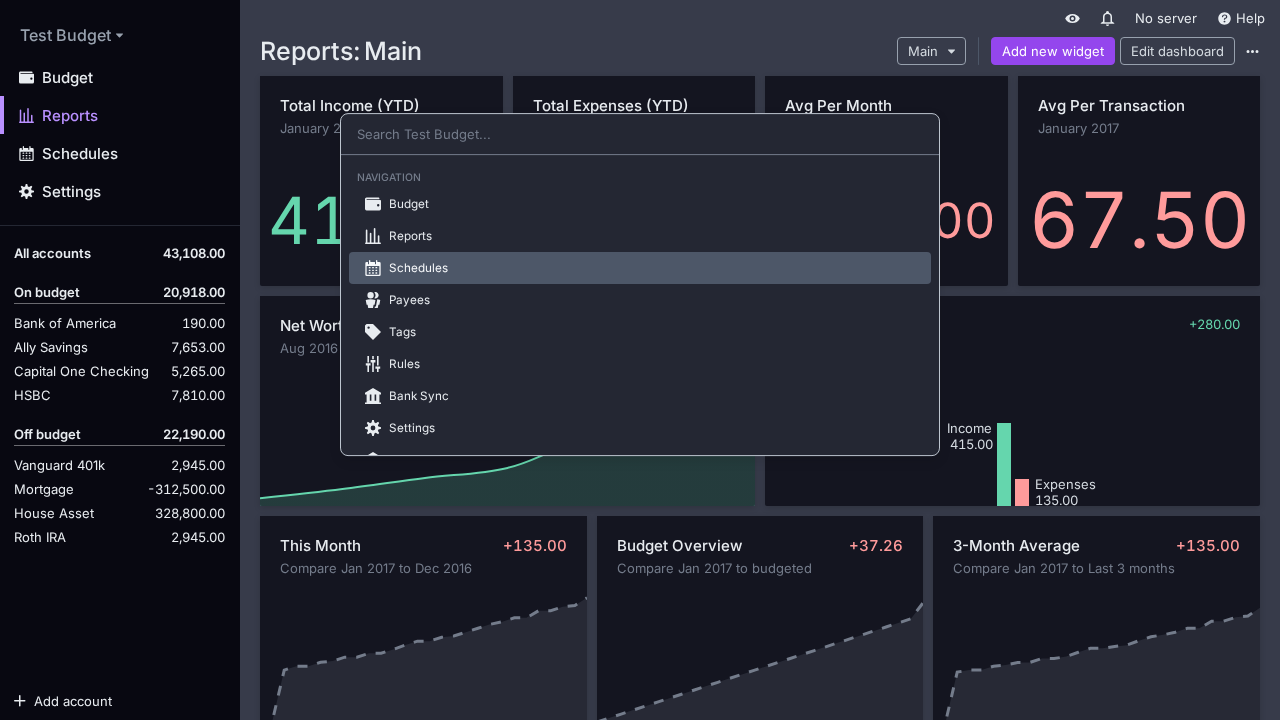 Test Budget
Budget
Reports
Schedules
Settings
All accounts 43,108.00
On budget 20,918.00
Bank of America 190.00
Ally Savings 7,653.00
Capital One Checking 5,265.00
HSBC 7,810.00
Off budget 22,190.00
Vanguard 401k 2,945.00
Mortgage -312,500.00
House Asset 328,800.00
Roth IRA 2,945.00
Add account
No server
Help
Reports: Main
Main
Add new widget
Edit dashboard
Total Income (YTD)
Total Expenses (YTD)
Avg Per Month
Avg Per Transaction
January 2017
67.50
Search Test Budget...
NAVIGATION
Budget
Reports
Schedules
Payees
Tags
Rules
Bank Sync
Settings
Aug 2016
+280.00
Income
415.00
Expenses
135.00
This Month +135.00
Compare Jan 2017 to Dec 2016
Budget Overview +37.26
Compare Jan 2017 to budgeted
3-Month Average +135.00
Compare Jan 2017 to Last 3 months